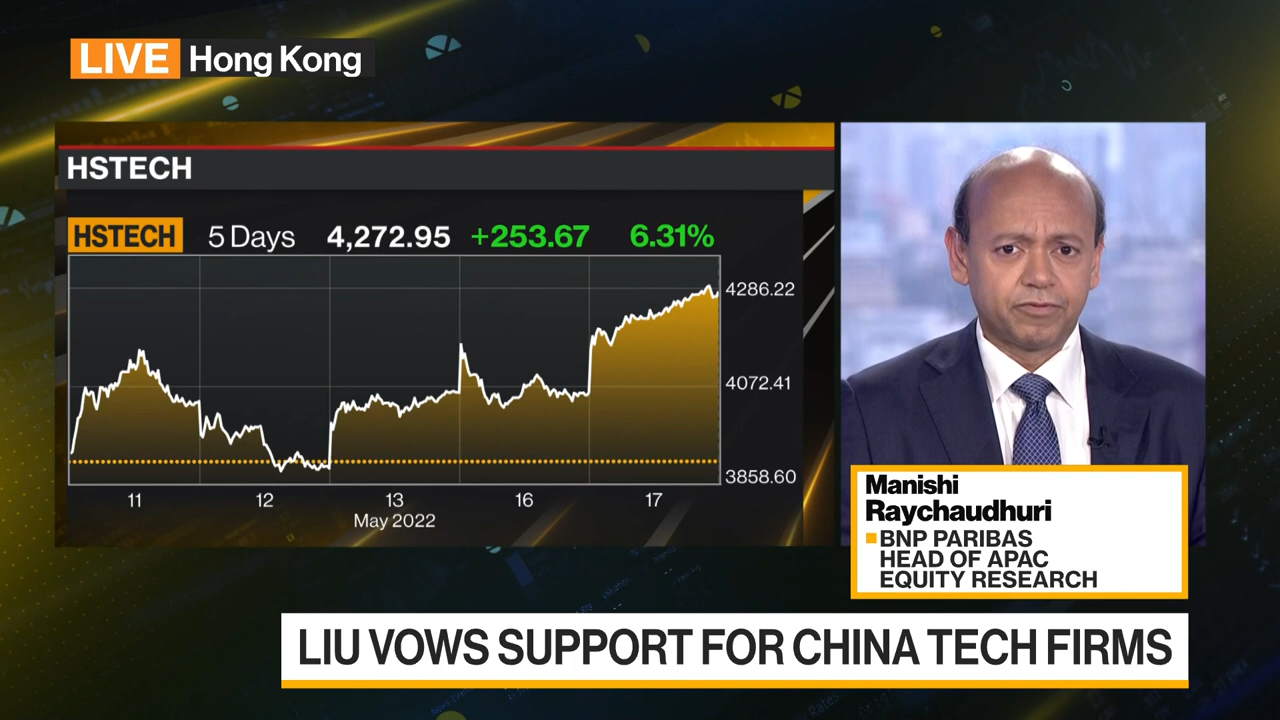 LIVE Hong Kong
HSTECH
HSTECH 5 Days 4,272.95 +253.67 6.31%
4286.22
4072.41
3858.60
11 12 13 16 17
May 2022
Manishi
Raychaudhuri
BNP PARIBAS
HEAD OF APAC
EQUITY RESEARCH
LIU VOWS SUPPORT FOR CHINA TECH FIRMS